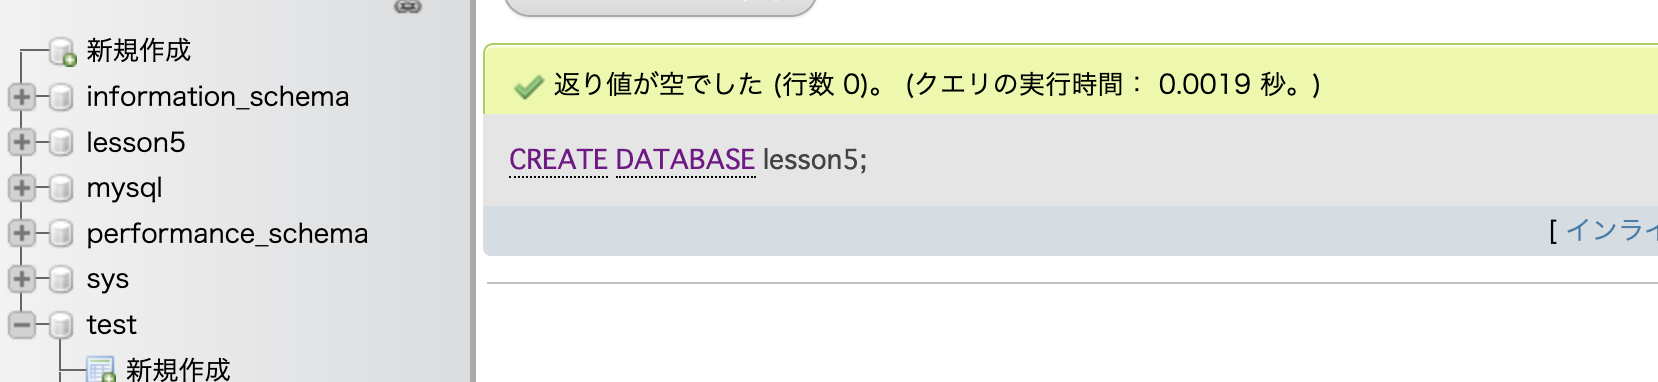 新規作成
information_schema
lesson5
mysql
performance_schema
sys
test
新規作成
返り値が空でした (行数 0)。 (クエリの実行時間： 0.0019 秒。)
CREATE DATABASE lesson5;
[ インライ